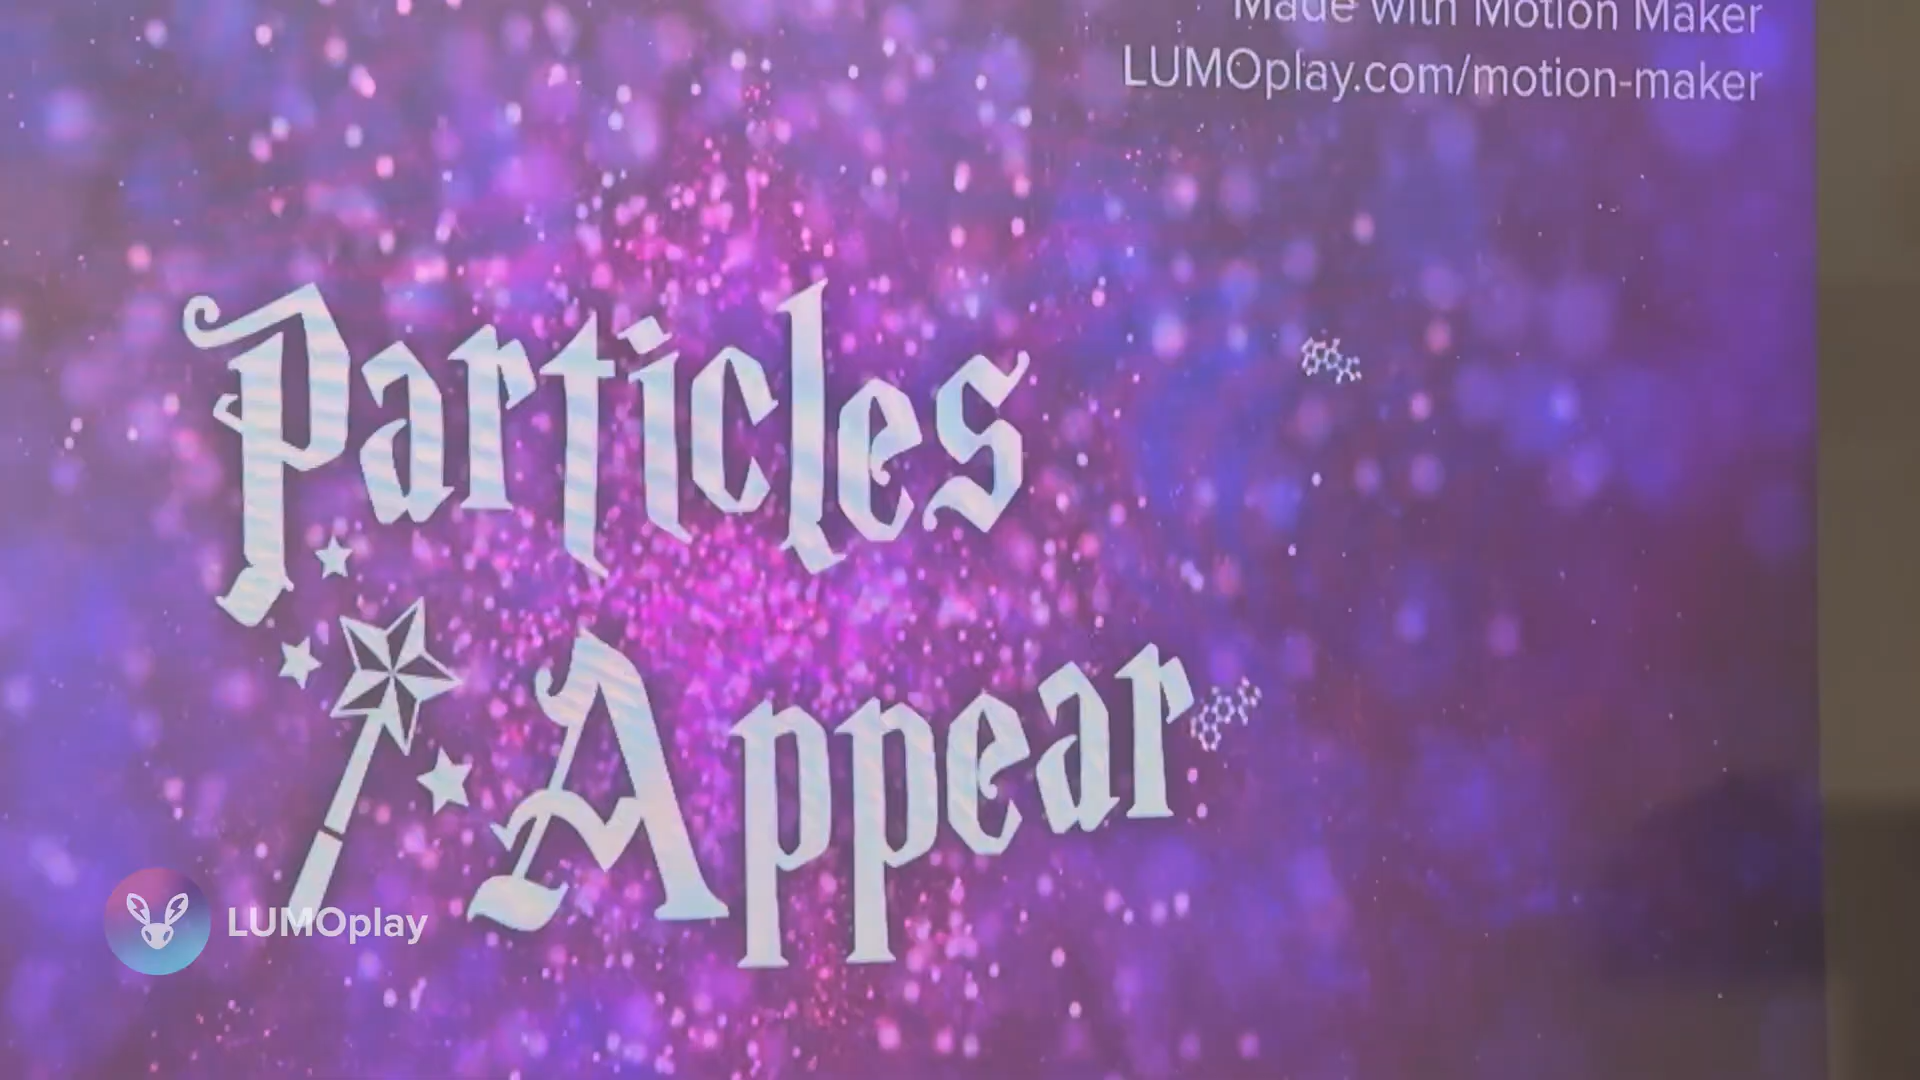 Made with Motion Maker
LUMOplay.com/motion-maker
Particles
Appear
LUMOplay